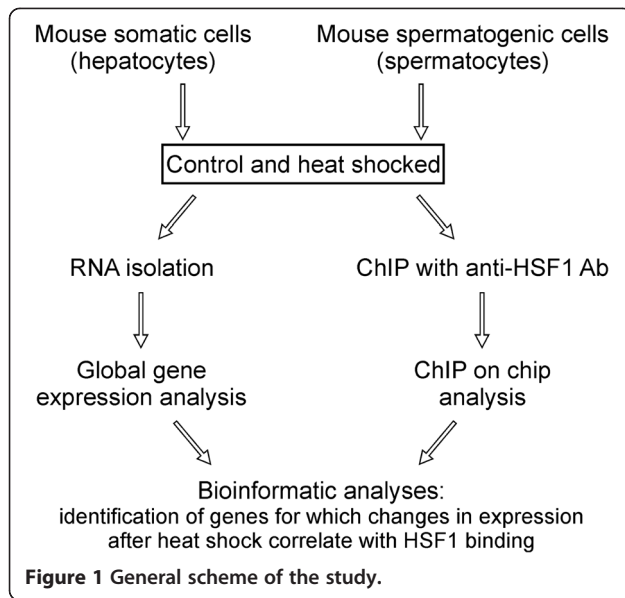 Mouse somatic cells
(hepatocytes)
Mouse spermatogenic cells
(spermatocytes)
Control and heat shocked
RNA isolation
ChIP with anti-HSF1 Ab
Global gene
expression analysis
ChIP on chip
analysis
Bioinformatic analyses:
identification of genes for which changes in expression
after heat shock correlate with HSF1 binding
Figure 1 General scheme of the study.